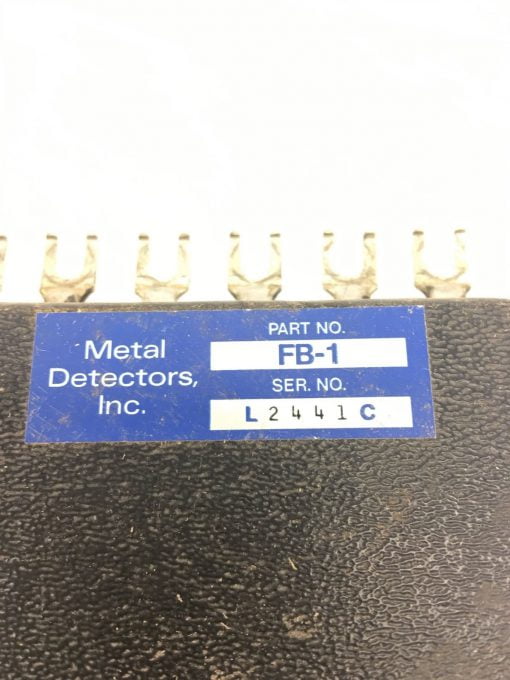 Metal
Detectors,
Inc.
PART NO.
FB-1
SER. NO.
L2441C